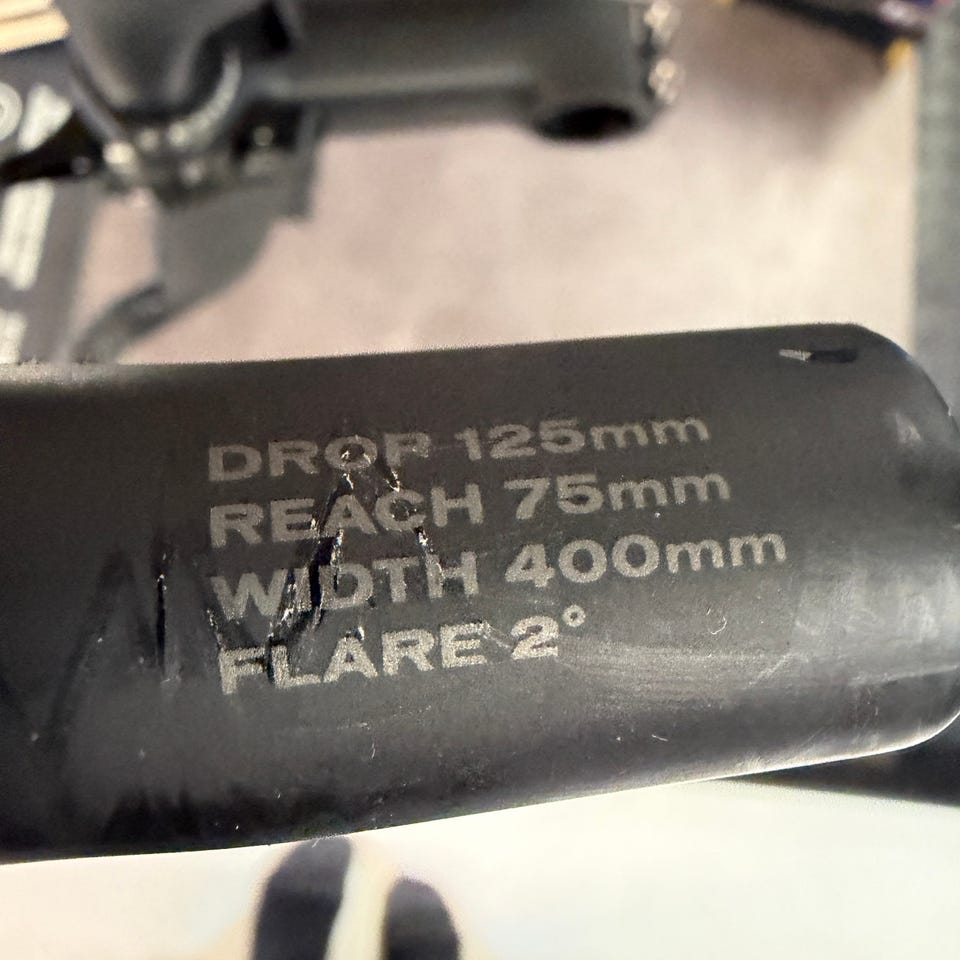 DROP 125mm
REACH 75mm
WIDTH 400mm
FLARE 2°